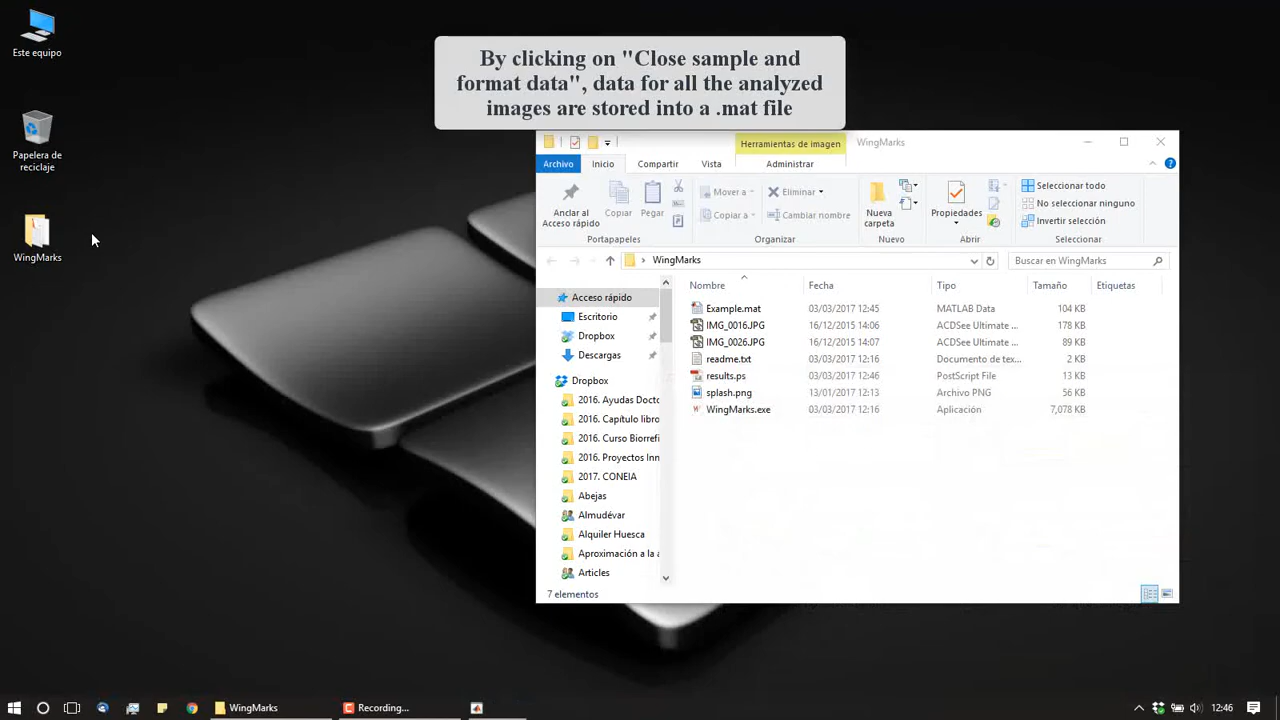 Este equipo
Papelera de
reciclaje
WingMarks
By clicking on "Close sample and
format data", data for all the analyzed
images are stored into a .mat file
Herramientas de imagen
WingMarks
Archivo
Inicio
Compartir
Vista
Administrar
Anclar al
Acceso rápido
Copiar
Pegar
Portapapeles
Mover a
Copiar a
Eliminar
Cambiar nombre
Organizar
Nueva
carpeta
Nuevo
Propiedades
Abrir
Seleccionar todo
No seleccionar ninguno
Invertir selección
Seleccionar
WingMarks
Buscar en WingMarks
Acceso rápido
Escritorio
Dropbox
Descargas
Dropbox
2016. Ayudas Docto
2016. Capítulo libro
2016. Curso Biorrefi
2016. Proyectos Inn
2017. CONEIA
Abejas
Almudévar
Alquiler Huesca
Aproximación a la a
Articles
Nombre Fecha Tipo Tamaño Etiquetas
Example.mat 03/03/2017 12:45 MATLAB Data 104 KB
IMG_0016.JPG 16/12/2015 14:06 ACDSee Ultimate ... 178 KB
IMG_0026.JPG 16/12/2015 14:07 ACDSee Ultimate ... 89 KB
readme.txt 03/03/2017 12:16 Documento de tex... 2 KB
results.ps 03/03/2017 12:46 PostScript File 13 KB
splash.png 13/01/2017 12:13 Archivo PNG 56 KB
WingMarks.exe 03/03/2017 12:16 Aplicación 7,078 KB
7 elementos
WingMarks
Recording...
12:46